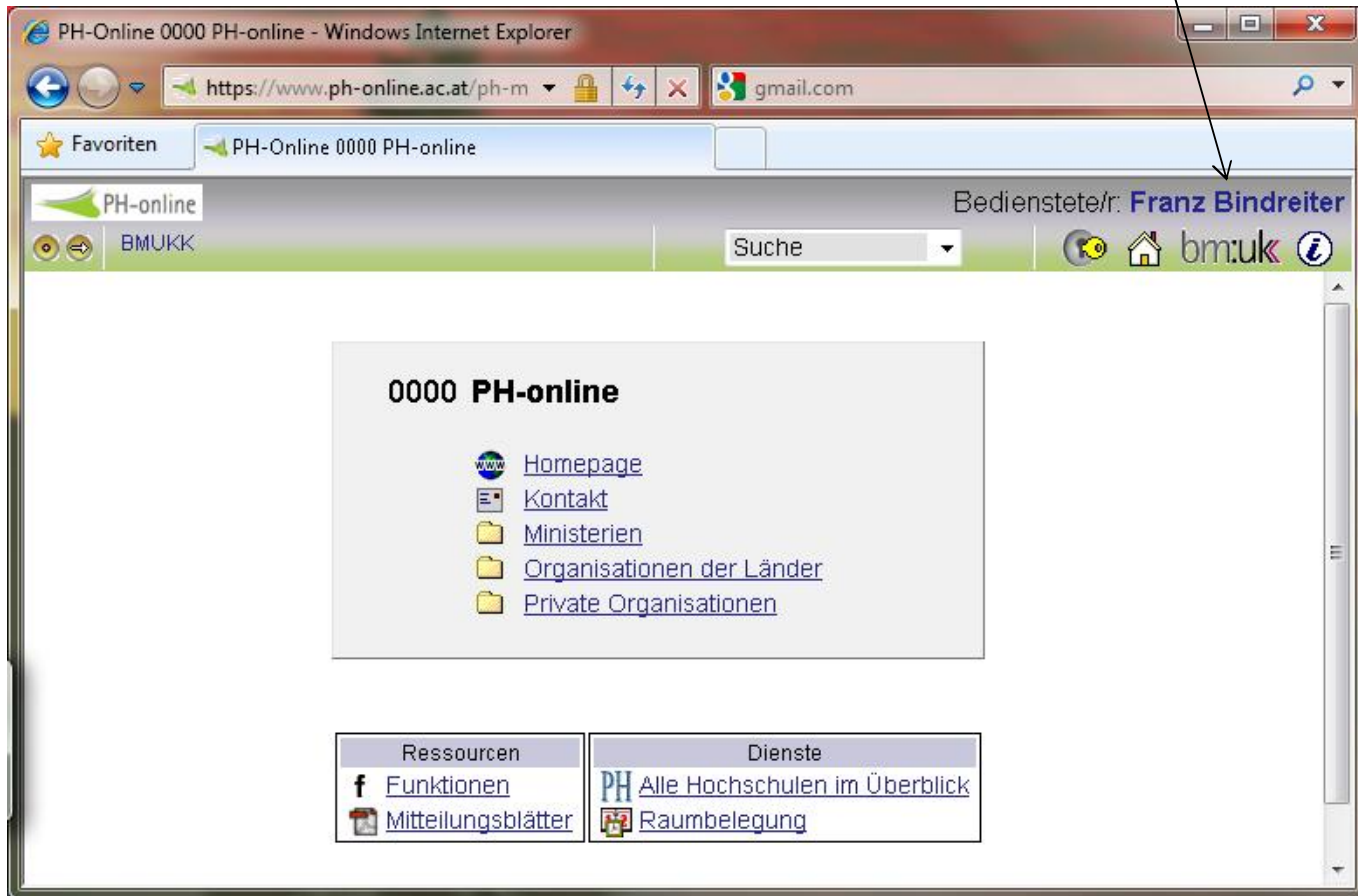 PH-Online 0000 PH-online - Windows Internet Explorer
https://www.ph-online.ac.at/ph-m
gmail.com
Favoriten
PH-Online 0000 PH-online
PH-online
Bedienstete/r: Franz Bindreiter
BMUKK
Suche
bm:uk
0000 PH-online
www
Homepage
Kontakt
Ministerien
Organisationen der Länder
Private Organisationen
Ressourcen
Dienste
f Funktionen
PH Alle Hochschulen im Überblick
Mitteilungsblätter
Raumbelegung